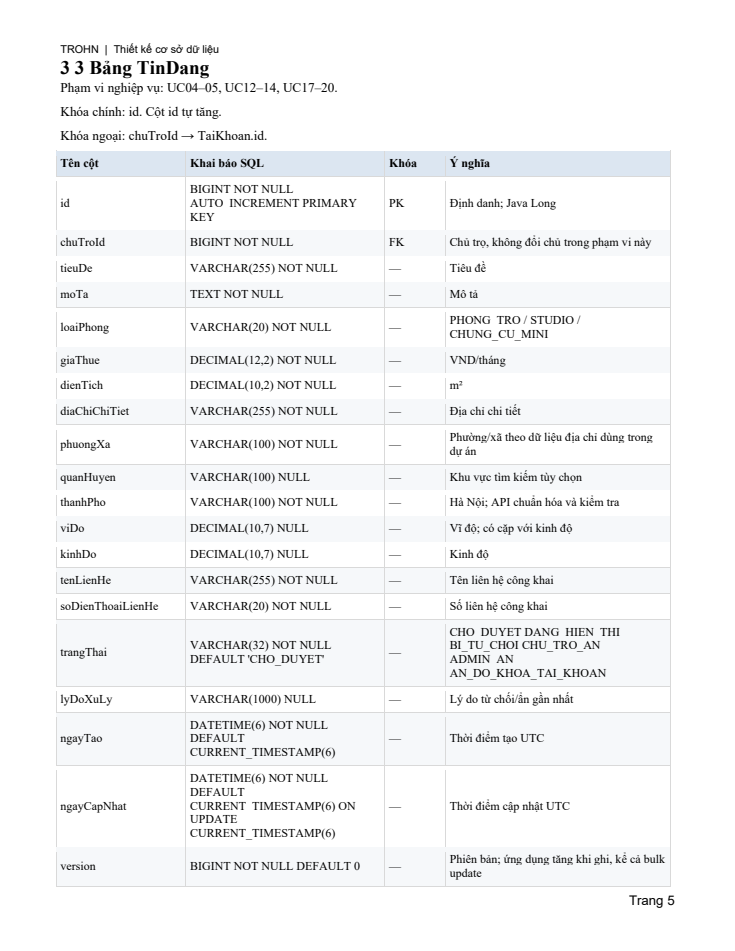 TROHN | Thiết kế cơ sở dữ liệu
3 3 Bảng TinDang
Phạm vi nghiệp vụ: UC04–05, UC12–14, UC17–20.
Khóa chính: id. Cột id tự tăng.
Khóa ngoại: chuTroId → TaiKhoan.id.
Tên cột Khai báo SQL Khóa Ý nghĩa
id BIGINT NOT NULL AUTO INCREMENT PRIMARY KEY PK Định danh; Java Long
chuTroId BIGINT NOT NULL FK Chủ trọ, không đổi chủ trong phạm vi này
tieuDe VARCHAR(255) NOT NULL — Tiêu đề
moTa TEXT NOT NULL — Mô tả
loaiPhong VARCHAR(20) NOT NULL — PHONG TRO / STUDIO / CHUNG_CU_MINI
giaThue DECIMAL(12,2) NOT NULL — VND/tháng
dienTich DECIMAL(10,2) NOT NULL — m²
diaChiChiTiet VARCHAR(255) NOT NULL — Địa chỉ chi tiết
phuongXa VARCHAR(100) NOT NULL — Phường/xã theo dữ liệu địa chỉ dùng trong dự án
quanHuyen VARCHAR(100) NULL — Khu vực tìm kiếm tùy chọn
thanhPho VARCHAR(100) NOT NULL — Hà Nội; API chuẩn hóa và kiểm tra
viDo DECIMAL(10,7) NULL — Vĩ độ; có cặp với kinh độ
kinhDo DECIMAL(10,7) NULL — Kinh độ
tenLienHe VARCHAR(255) NOT NULL — Tên liên hệ công khai
soDienThoaiLienHe VARCHAR(20) NOT NULL — Số liên hệ công khai
trangThai VARCHAR(32) NOT NULL DEFAULT 'CHO_DUYET' — CHO DUYET DANG HIEN THI BI_TU_CHOI CHU_TRO_AN ADMIN AN AN_DO_KHOA_TAI_KHOAN
lyDoXuLy VARCHAR(1000) NULL — Lý do từ chối/ẩn gần nhất
ngayTao DATETIME(6) NOT NULL DEFAULT CURRENT_TIMESTAMP(6) — Thời điểm tạo UTC
ngayCapNhat DATETIME(6) NOT NULL DEFAULT CURRENT TIMESTAMP(6) ON UPDATE CURRENT_TIMESTAMP(6) — Thời điểm cập nhật UTC
version BIGINT NOT NULL DEFAULT 0 — Phiên bản; ứng dụng tăng khi ghi, kể cả bulk update
Trang 5